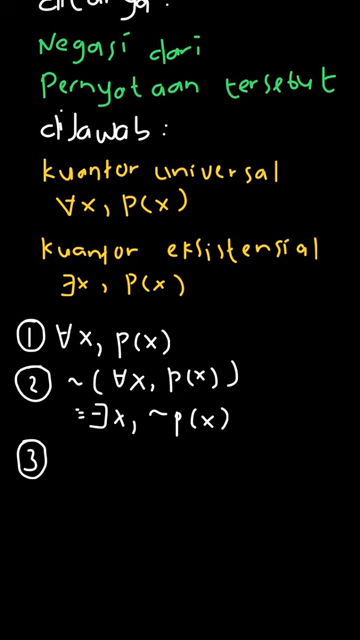 Negasi dari
Pernyataan tersebut
dijawab :
kuantor universal
∀x, p(x)
kuantor eksistensial
∃x, p(x)
① ∀x, p(x)
② ~(∀x, p(x))
≡∃x, ~p(x)
③